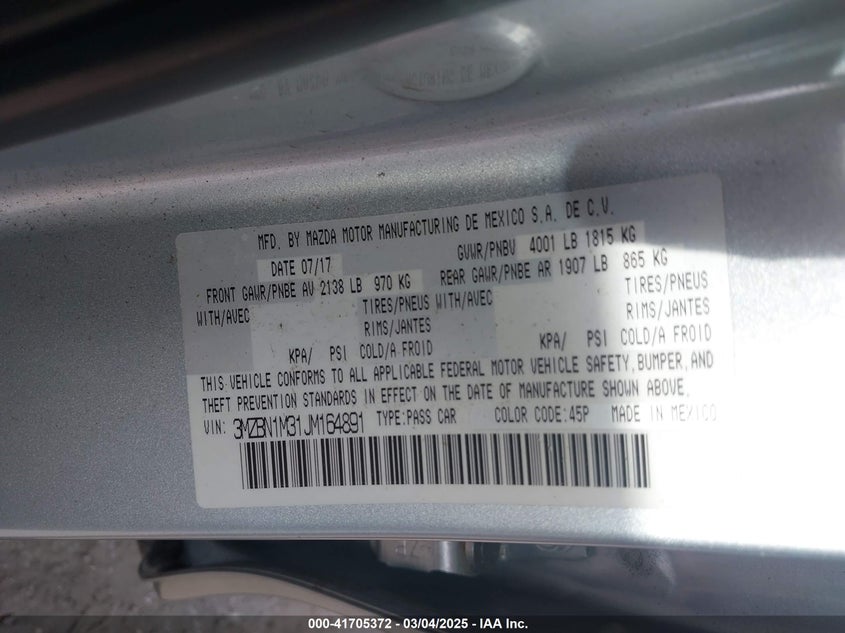 MFD. BY MAZDA MOTOR MANUFACTURING DE MEXICO S.A. DE C.V.
DATE 07/17 GVWR/PNBV 4001 LB 1815 KG
FRONT GAWR/PNBE AV 2138 LB 970 KG REAR GAWR/PNBE AR 1907 LB 865 KG
WITH/AVEC TIRES/PNEUS WITH/AVEC TIRES/PNEUS
RIMS/JANTES RIMS/JANTES
KPA/ PSI COLD/A FROID KPA/ PSI COLD/A FROID
THIS VEHICLE CONFORMS TO ALL APPLICABLE FEDERAL MOTOR VEHICLE SAFETY, BUMPER, AND
THEFT PREVENTION STANDARDS IN EFFECT ON THE DATE OF MANUFACTURE SHOWN ABOVE.
VIN: 3MZBN1M31JM164891 TYPE:PASS CAR COLOR CODE:45P MADE IN MEXICO
000-41705372 - 03/04/2025 - IAA Inc.